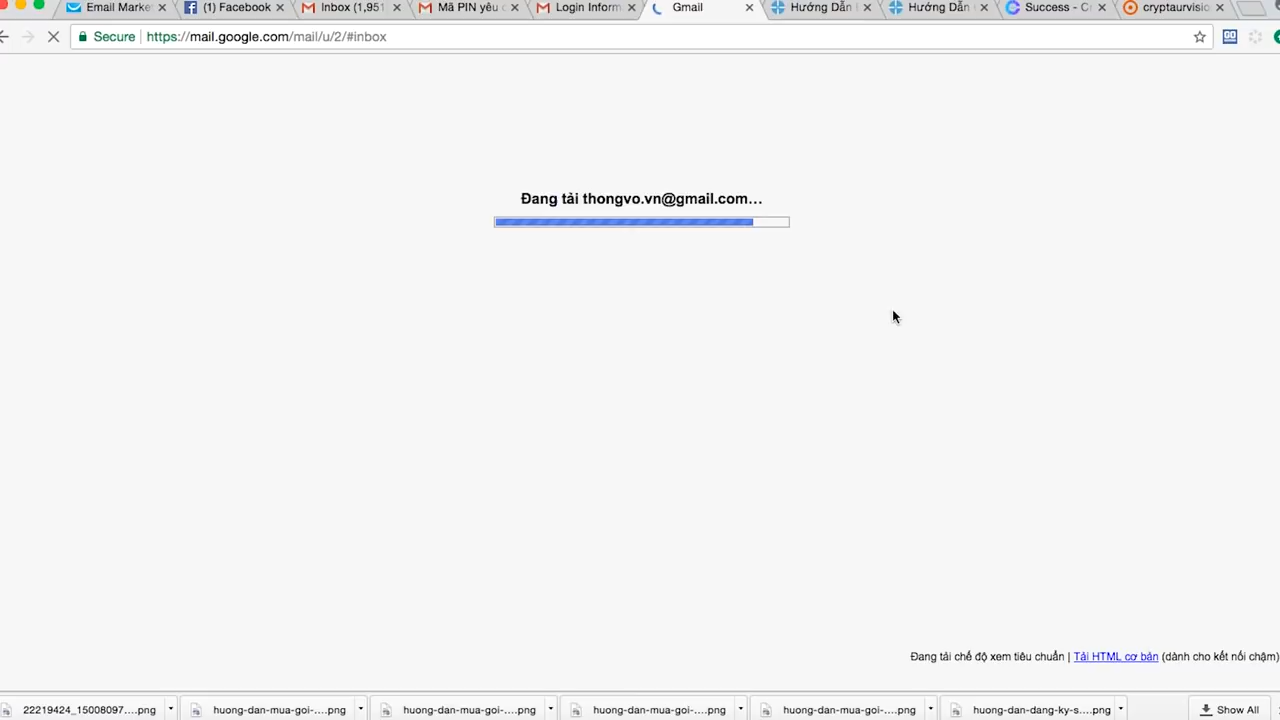 Email Marke
(1) Facebook
Inbox (1,951
Mã PIN yêu c
Login Inform
Gmail
Hướng Dẫn
Hướng Dẫn
Success - C
cryptaurvisio
Secure
https://mail.google.com/mail/u/2/#inbox
Đang tải thongvo.vn@gmail.com...
Đang tải chế độ xem tiêu chuẩn | Tải HTML cơ bản (dành cho kết nối chậm)
22219424_15008097....png
huong-dan-mua-goi-....png
huong-dan-mua-goi-....png
huong-dan-mua-goi-....png
huong-dan-mua-goi-....png
huong-dan-dang-ky-s....png
Show All